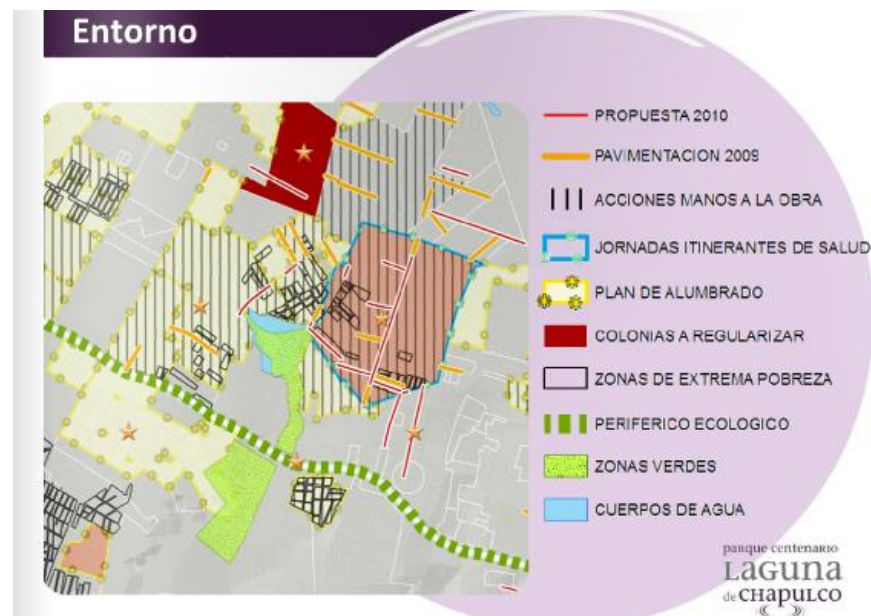 Entorno
PROPUESTA 2010
PAVIMENTACION 2009
ACCIONES MANOS A LA OBRA
JORNADAS ITINERANTES DE SALUD
PLAN DE ALUMBRADO
COLONIAS A REGULARIZAR
ZONAS DE EXTREMA POBREZA
PERIFERICO ECOLOGICO
ZONAS VERDES
CUERPOS DE AGUA
parque centenario
LAGUNA
de CHAPULCO